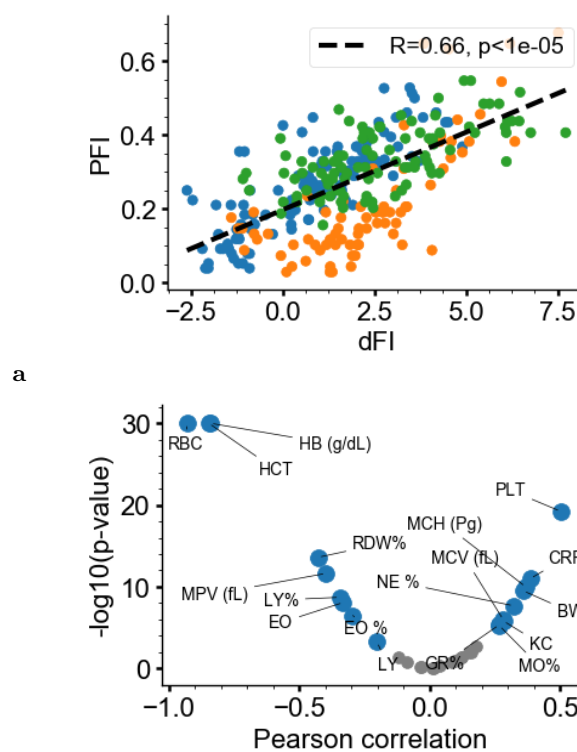 R=0.66, p<1e-05
PFI
0.6
0.4
0.2
0.0
−2.5 0.0 2.5 5.0 7.5
dFI
a
-log10(p-value)
30
20
10
0
RBC
HCT
HB (g/dL)
PLT
MCH (Pg)
RDW%
MCV (fL)
CRP
MPV (fL)
LY%
NE %
BW
EO
EO %
KC
LY
GR%
MO%
−1.0 −0.5 0.0 0.5
Pearson correlation